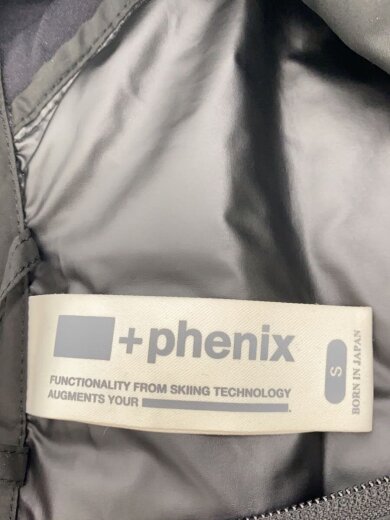 +phenix
FUNCTIONALITY FROM SKIING TECHNOLOGY
AUGMENTS YOUR
S
BORN IN JAPAN